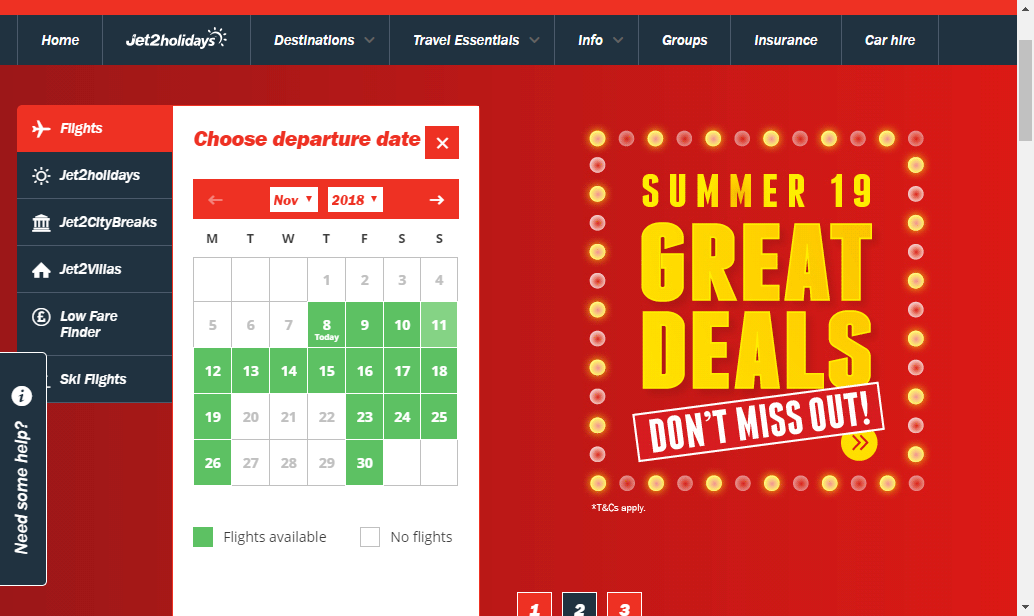 Home
Jet2holidays
Destinations
Travel Essentials
Info
Groups
Insurance
Car hire
Flights
Jet2holidays
Jet2CityBreaks
Jet2Villas
Low Fare
Finder
Ski Flights
i
Need some help?
Choose departure date
Nov 2018
M T W T F S S
1 2 3 4
5 6 7 8 9 10 11
Today
12 13 14 15 16 17 18
19 20 21 22 23 24 25
26 27 28 29 30
Flights available
No flights
SUMMER 19
GREAT
DEALS
DON'T MISS OUT!
*T&Cs apply.
1 2 3